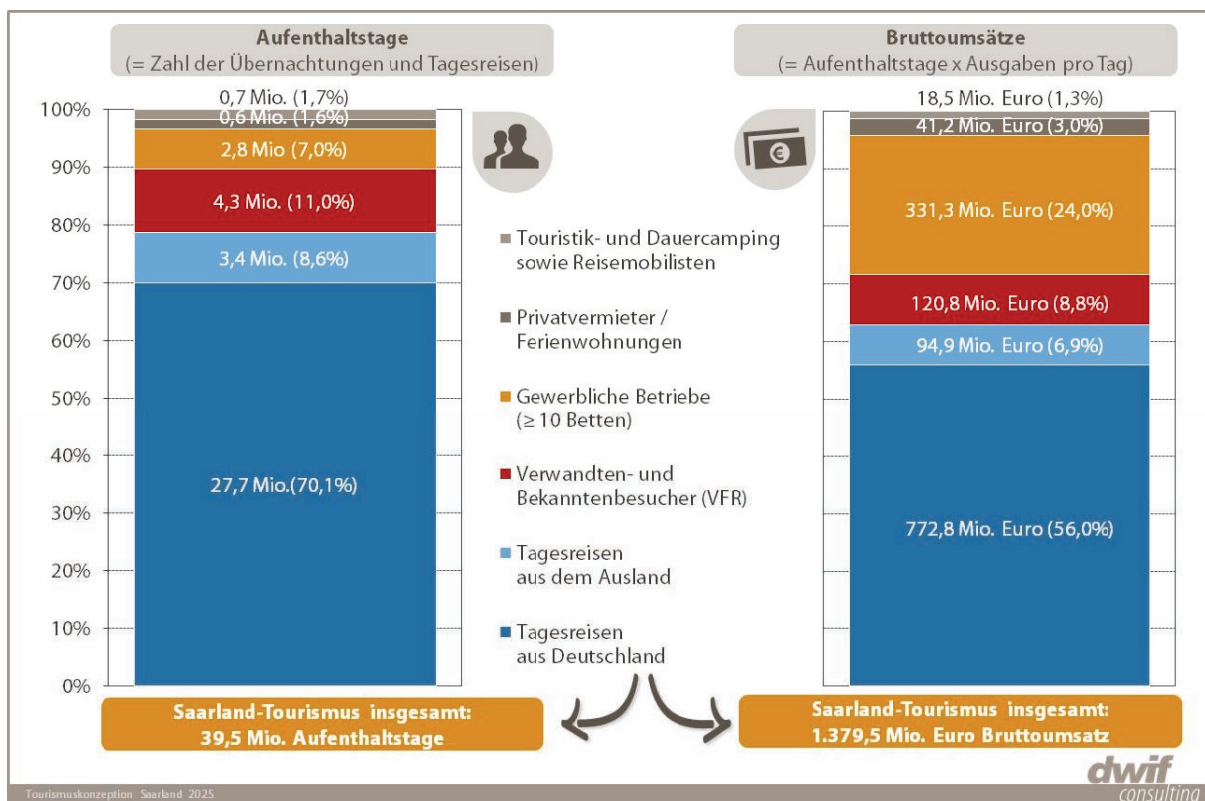 Aufenthaltstage
(= Zahl der Übernachtungen und Tagesreisen)
0,7 Mio. (1,7%)
0,6 Mio. (1,6%)
2,8 Mio (7,0%)
4,3 Mio. (11,0%)
3,4 Mio. (8,6%)
27,7 Mio.(70,1%)
100%
90%
80%
70%
60%
50%
40%
30%
20%
10%
0%
Saarland-Tourismus insgesamt:
39,5 Mio. Aufenthaltstage
Touristik- und Dauercamping
sowie Reisemobilisten
Privatvermieter /
Ferienwohnungen
Gewerbliche Betriebe
(≥ 10 Betten)
Verwandten- und
Bekanntenbesucher (VFR)
Tagesreisen
aus dem Ausland
Tagesreisen
aus Deutschland
Bruttoumsätze
(= Aufenthaltstage x Ausgaben pro Tag)
€
18,5 Mio. Euro (1,3%)
41,2 Mio. Euro (3,0%)
331,3 Mio. Euro (24,0%)
120,8 Mio. Euro (8,8%)
94,9 Mio. Euro (6,9%)
772,8 Mio. Euro (56,0%)
Saarland-Tourismus insgesamt:
1.379,5 Mio. Euro Bruttoumsatz
Tourismuskonzeption Saarland 2025
dwif
consulting